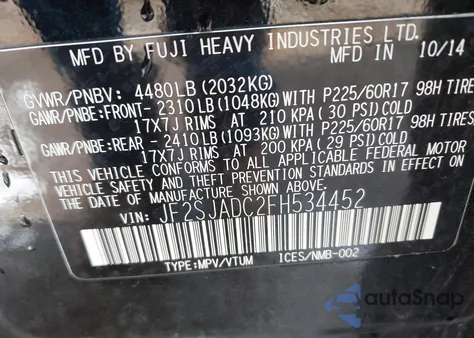 MFD BY FUJI HEAVY INDUSTRIES LTD.
MFD IN 10/14
GVWR/PNBV: 4480LB (2032KG)
GAWR/PNBE:FRONT- 2310LB (1048KG)WITH P225/60R17 98H TIRES
17X7J RIMS AT 210 KPA (30 PSI)COLD
GAWR/PNBE:REAR - 2410LB (1093KG)WITH P225/60R17 98H TIRES
17X7J RIMS AT 200 KPA (29 PSI)COLD
THIS VEHICLE CONFORMS TO ALL APPLICABLE FEDERAL MOTOR
VEHICLE SAFETY AND THEFT PREVENTION STANDARDS IN EFFECT ON
THE DATE OF MANUFACTURE SHOWN ABOVE.
VIN: JF2SJADC2FH534452
TYPE:MPV/VTUM ICES/NMB-002
autoSnap